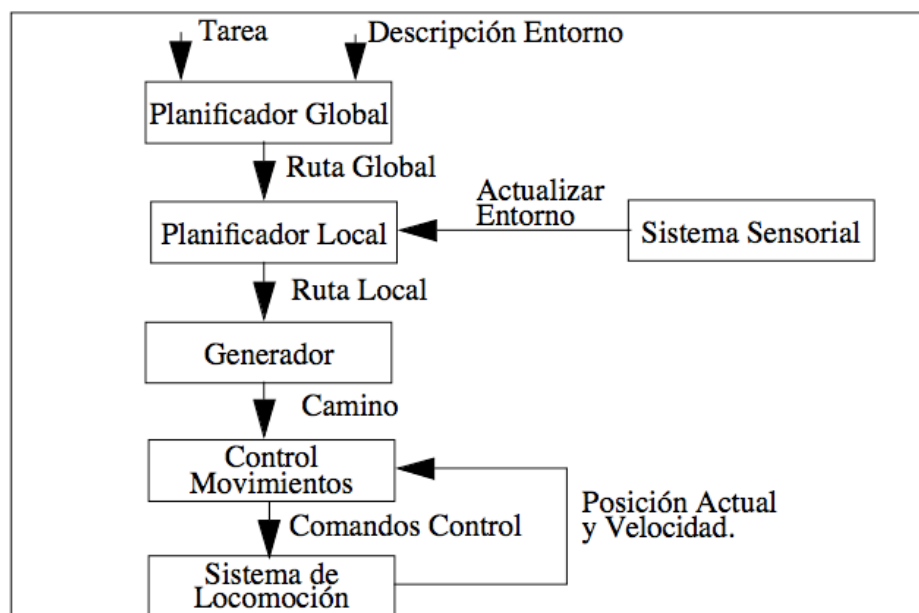 Tarea
Descripción Entorno
Planificador Global
Ruta Global
Actualizar
Entorno
Planificador Local
Sistema Sensorial
Ruta Local
Generador
Camino
Control
Movimientos
Posición Actual
y Velocidad.
Comandos Control
Sistema de
Locomoción